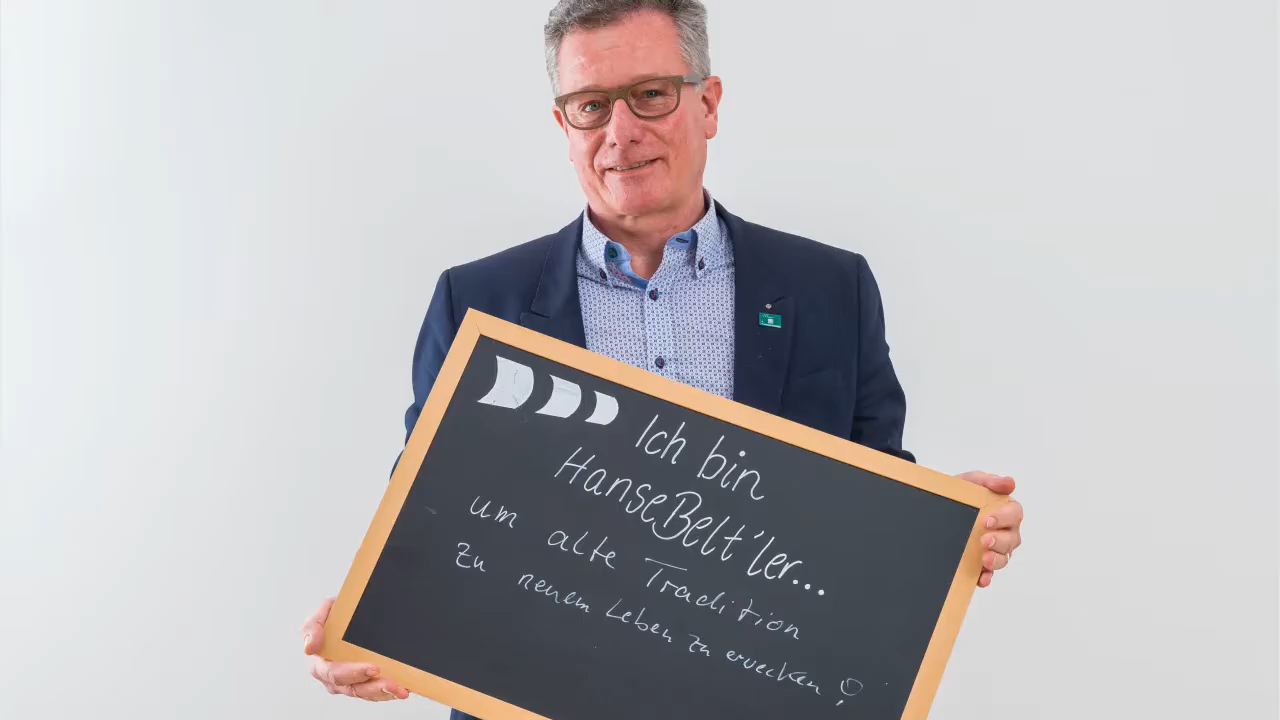 Ich bin
HanseBelt'ler...
um alte Tradition
zu neuem Leben zu erwecken!